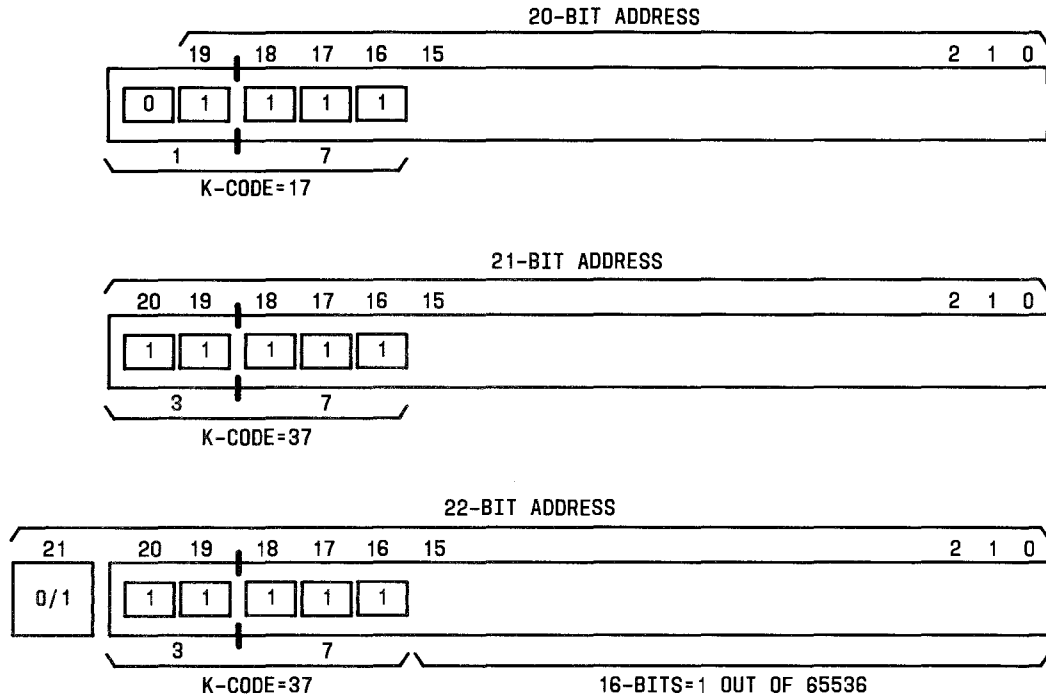 20-BIT ADDRESS
19 18 17 16 15 2 1 0
0 1 1 1 1
1 7
K-CODE=17
21-BIT ADDRESS
20 19 18 17 16 15 2 1 0
1 1 1 1 1
3 7
K-CODE=37
22-BIT ADDRESS
21 20 19 18 17 16 15 2 1 0
0/1 1 1 1 1 1
3 7
K-CODE=37 16-BITS=1 OUT OF 65536